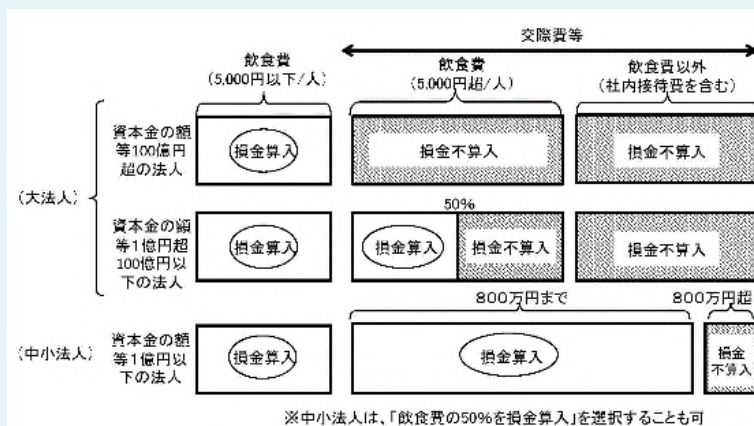 交際費等
飲食費
(5,000円以下/人)
飲食費
(5,000円超/人)
飲食費以外
(社内接待費を含む)
(大法人)
資本金の額
等100億円
超の法人
損金算入
損金不算入
損金不算入
50%
資本金の額
等1億円超
100億円以
下の法人
損金算入
損金算入
損金不算入
損金不算入
800万円まで
800万円超
(中小法人)
資本金の額
等1億円以
下の法人
損金算入
損金算入
損金
不算入
※中小法人は、「飲食費の50%を損金算入」を選択することも可